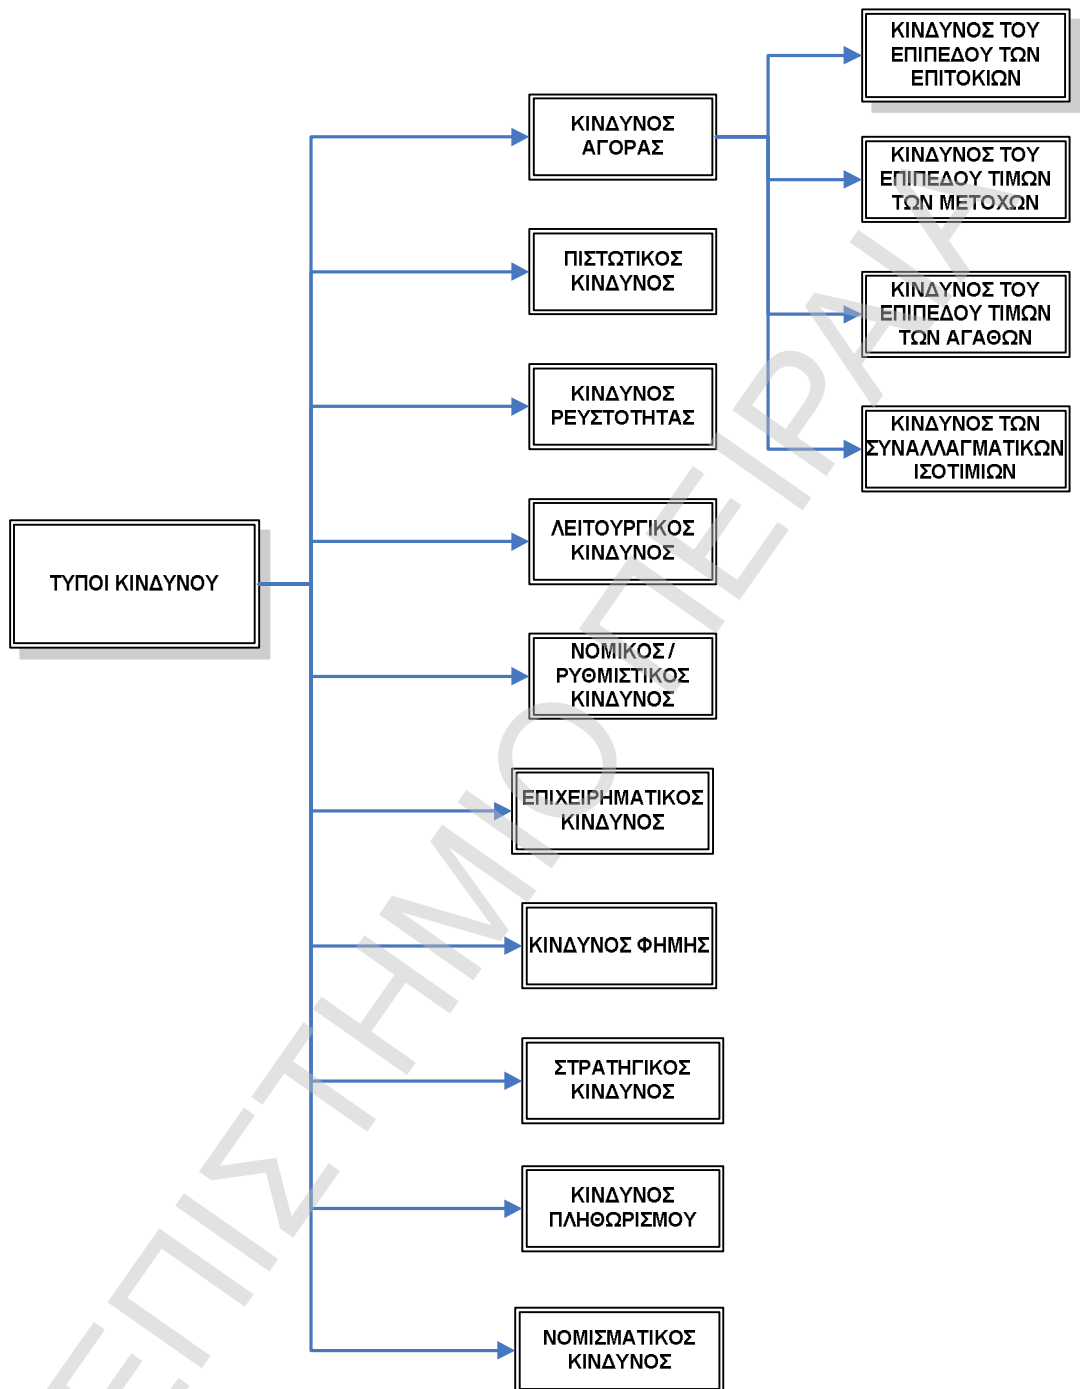 ΤΥΠΟΙ ΚΙΝΔΥΝΟΥ
ΚΙΝΔΥΝΟΣ
ΑΓΟΡΑΣ
ΠΙΣΤΩΤΙΚΟΣ
ΚΙΝΔΥΝΟΣ
ΚΙΝΔΥΝΟΣ
ΡΕΥΣΤΟΤΗΤΑΣ
ΛΕΙΤΟΥΡΓΙΚΟΣ
ΚΙΝΔΥΝΟΣ
ΝΟΜΙΚΟΣ /
ΡΥΘΜΙΣΤΙΚΟΣ
ΚΙΝΔΥΝΟΣ
ΕΠΙΧΕΙΡΗΜΑΤΙΚΟΣ
ΚΙΝΔΥΝΟΣ
ΚΙΝΔΥΝΟΣ ΦΗΜΗΣ
ΣΤΡΑΤΗΓΙΚΟΣ
ΚΙΝΔΥΝΟΣ
ΚΙΝΔΥΝΟΣ
ΠΛΗΘΩΡΙΣΜΟΥ
ΝΟΜΙΣΜΑΤΙΚΟΣ
ΚΙΝΔΥΝΟΣ
ΚΙΝΔΥΝΟΣ ΤΟΥ
ΕΠΙΠΕΔΟΥ ΤΩΝ
ΕΠΙΤΟΚΙΩΝ
ΚΙΝΔΥΝΟΣ ΤΟΥ
ΕΠΙΠΕΔΟΥ ΤΙΜΩΝ
ΤΩΝ ΜΕΤΟΧΩΝ
ΚΙΝΔΥΝΟΣ ΤΟΥ
ΕΠΙΠΕΔΟΥ ΤΙΜΩΝ
ΤΩΝ ΑΓΑΘΩΝ
ΚΙΝΔΥΝΟΣ ΤΩΝ
ΣΥΝΑΛΛΑΓΜΑΤΙΚΩΝ
ΙΣΟΤΙΜΙΩΝ
ΕΠΙΣΤΗΜΙΟ ΠΕΙΡΑΙΑ